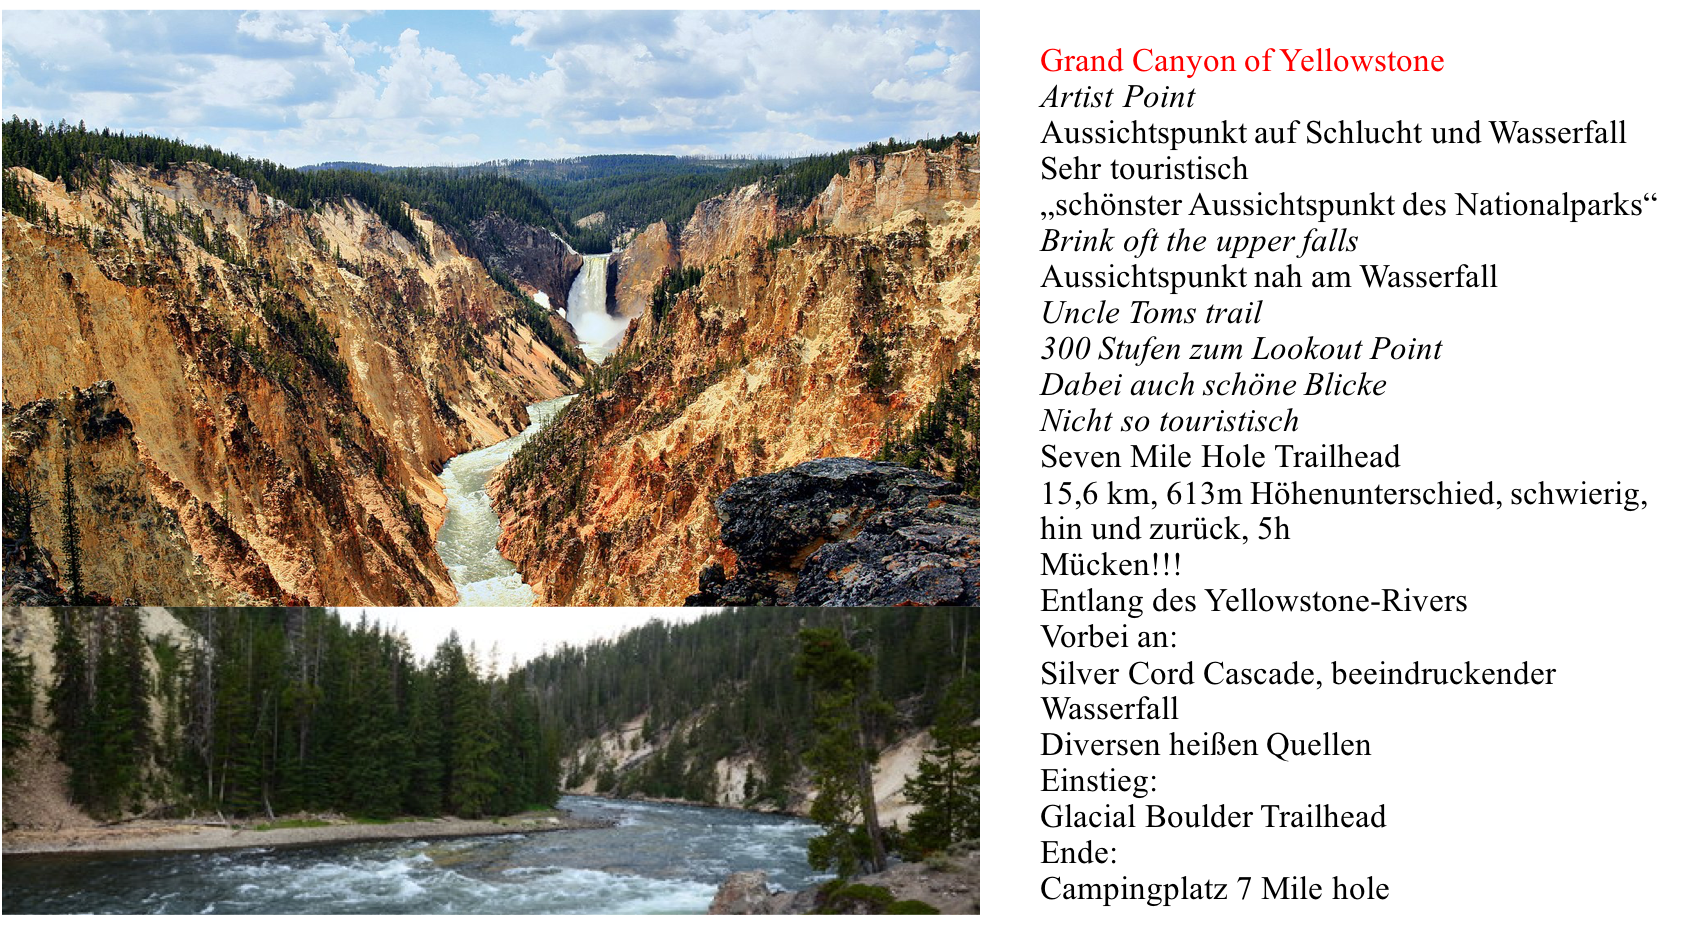 Grand Canyon of Yellowstone
Artist Point
Aussichtspunkt auf Schlucht und Wasserfall
Sehr touristisch
„schönster Aussichtspunkt des Nationalparks“
Brink oft the upper falls
Aussichtspunkt nah am Wasserfall
Uncle Toms trail
300 Stufen zum Lookout Point
Dabei auch schöne Blicke
Nicht so touristisch
Seven Mile Hole Trailhead
15,6 km, 613m Höhenunterschied, schwierig,
hin und zurück, 5h
Mücken!!!
Entlang des Yellowstone-Rivers
Vorbei an:
Silver Cord Cascade, beeindruckender
Wasserfall
Diversen heißen Quellen
Einstieg:
Glacial Boulder Trailhead
Ende:
Campingplatz 7 Mile hole